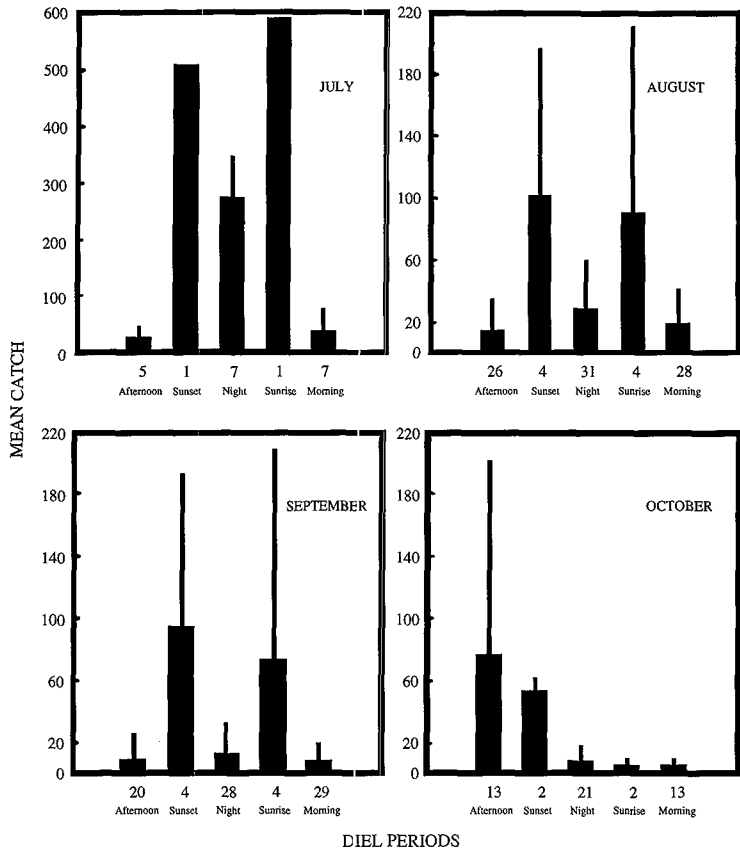 600
500
400
300
200
100
0
JULY
5 1 7 1 7
Afternoon Sunset Night Sunrise Morning
220
180
140
100
60
20
0
AUGUST
26 4 31 4 28
Afternoon Sunset Night Sunrise Morning
MEAN CATCH
220
180
140
100
60
20
0
SEPTEMBER
20 4 28 4 29
Afternoon Sunset Night Sunrise Morning
220
180
140
100
60
20
0
OCTOBER
13 2 21 2 13
Afternoon Sunset Night Sunrise Morning
DIEL PERIODS